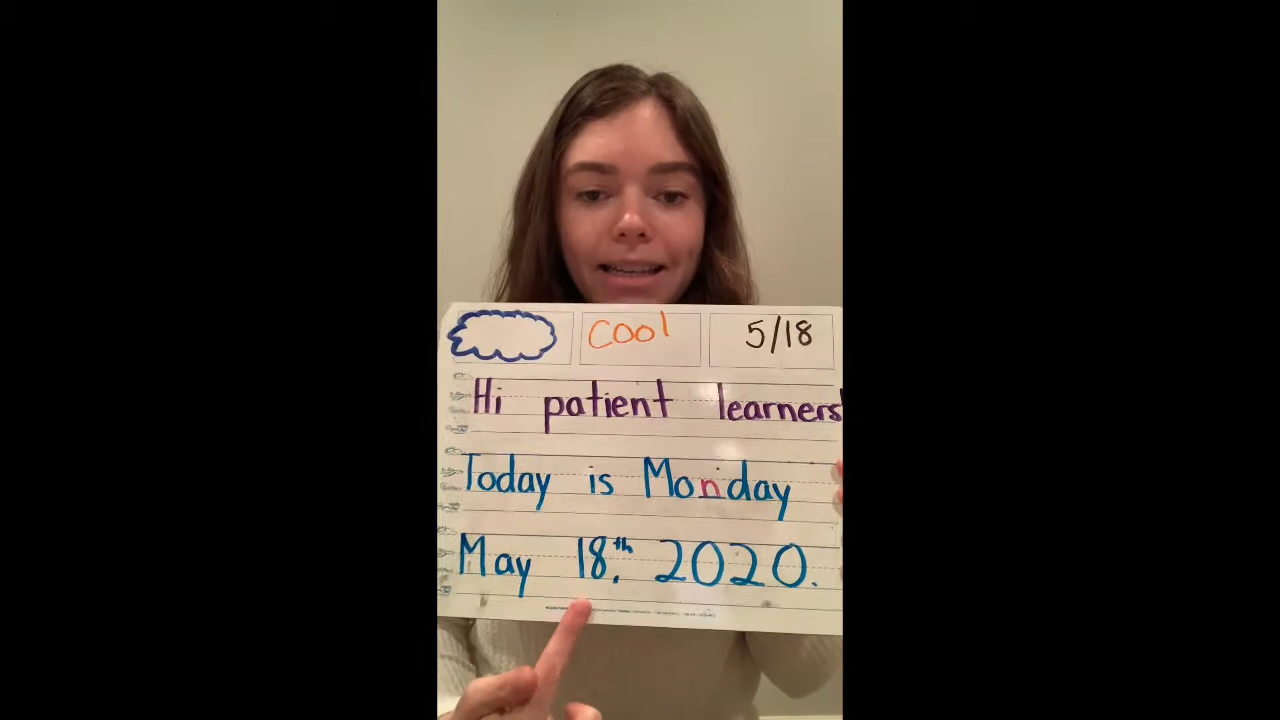 cool 5/18
Hi patient learners
Today is Monday
May 18th, 2020.